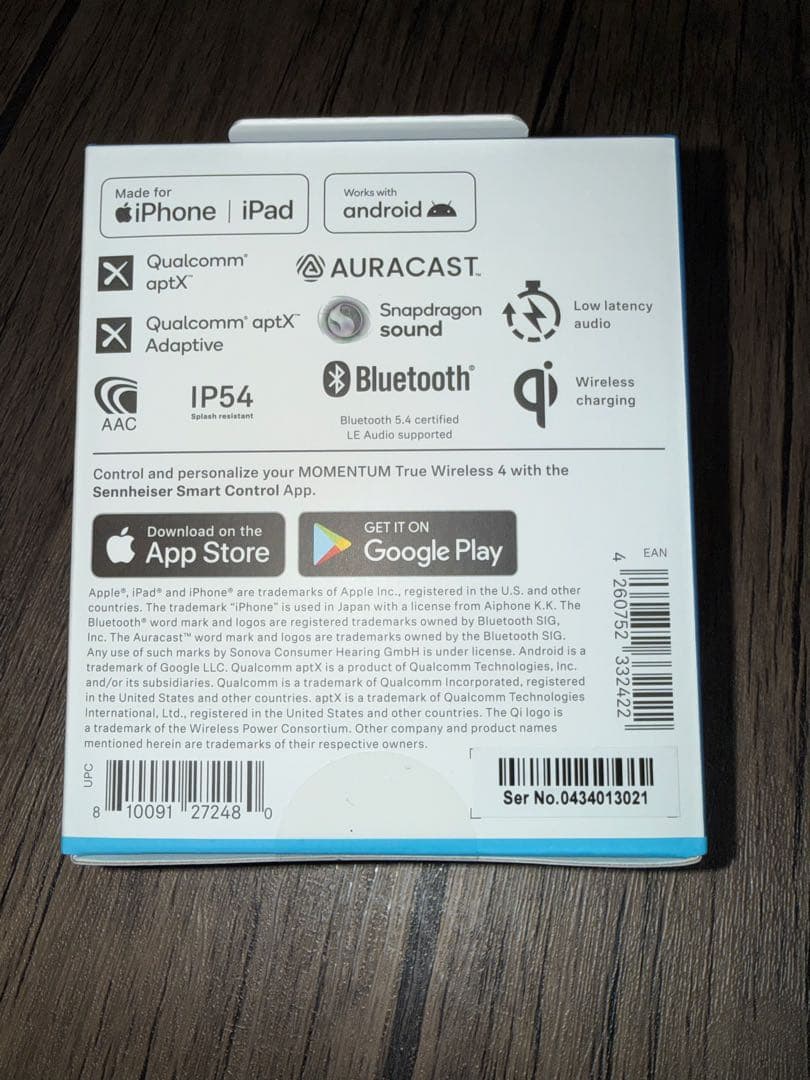 Made for
iPhone | iPad
Works with
android
Qualcomm®
aptX™
AURACAST™
Qualcomm® aptX™
Adaptive
Snapdragon
sound
Low latency
audio
AAC
IP54
Splash resistant
Bluetooth®
Bluetooth 5.4 certified
LE Audio supported
qi
Wireless
charging
Control and personalize your MOMENTUM True Wireless 4 with the
Sennheiser Smart Control App.
Download on the
App Store
GET IT ON
Google Play
Apple®, iPad® and iPhone® are trademarks of Apple Inc., registered in the U.S. and other
countries. The trademark “iPhone” is used in Japan with a license from Aiphone K.K. The
Bluetooth® word mark and logos are registered trademarks owned by Bluetooth SIG,
Inc. The Auracast™ word mark and logos are trademarks owned by the Bluetooth SIG.
Any use of such marks by Sonova Consumer Hearing GmbH is under license. Android is a
trademark of Google LLC. Qualcomm aptX is a product of Qualcomm Technologies, Inc.
and/or its subsidiaries. Qualcomm is a trademark of Qualcomm Incorporated, registered
in the United States and other countries. aptX is a trademark of Qualcomm Technologies
International, Ltd., registered in the United States and other countries. The Qi logo is
a trademark of the Wireless Power Consortium. Other company and product names
mentioned herein are trademarks of their respective owners.
EAN
4 260752 332422
UPC
8 10091 27248 0
Ser No.0434013021